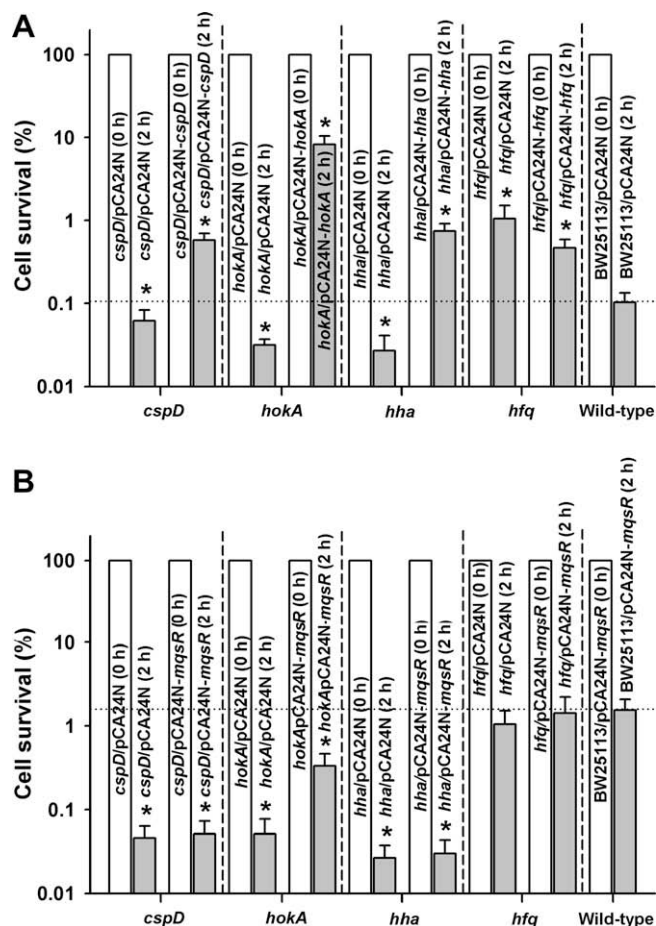 A
Cell survival (%)
100
10
1
0.1
0.01
cspD/pCA24N (0 h)
* cspD/pCA24N (2 h)
cspD/pCA24N-cspD (0 h)
* cspD/pCA24N-cspD (2 h)
hokA/pCA24N (0 h)
* hokA/pCA24N (2 h)
hokA/pCA24N-hokA (0 h)
*
hokA/pCA24N-hokA (2 h)
hha/pCA24N (0 h)
* hha/pCA24N (2 h)
hha/pCA24N-hha (0 h)
* hha/pCA24N-hha (2 h)
hfq/pCA24N (0 h)
* hfq/pCA24N (2 h)
hfq/pCA24N-hfq (0 h)
* hfq/pCA24N-hfq (2 h)
BW25113/pCA24N (0 h)
BW25113/pCA24N (2 h)
cspD hokA hha hfq Wild-type
B
Cell survival (%)
100
10
1
0.1
0.01
cspD/pCA24N (0 h)
* cspD/pCA24N (2 h)
cspD/pCA24N-mqsR (0 h)
* cspD/pCA24N-mqsR (2 h)
hokA/pCA24N (0 h)
* hokA/pCA24N (2 h)
hokApCA24N-mqsR (0 h)
* hokApCA24N-mqsR (2 h)
hha/pCA24N (0 h)
* hha/pCA24N (2 h)
hha/pCA24N-mqsR (0 h)
* hha/pCA24N-mqsR (2 h)
hfq/pCA24N (0 h)
hfq/pCA24N (2 h)
hfq/pCA24N-mqsR (0 h)
hfq/pCA24N-mqsR (2 h)
BW25113/pCA24N-mqsR (0 h)
BW25113/pCA24N-mqsR (2 h)
cspD hokA hha hfq Wild-type